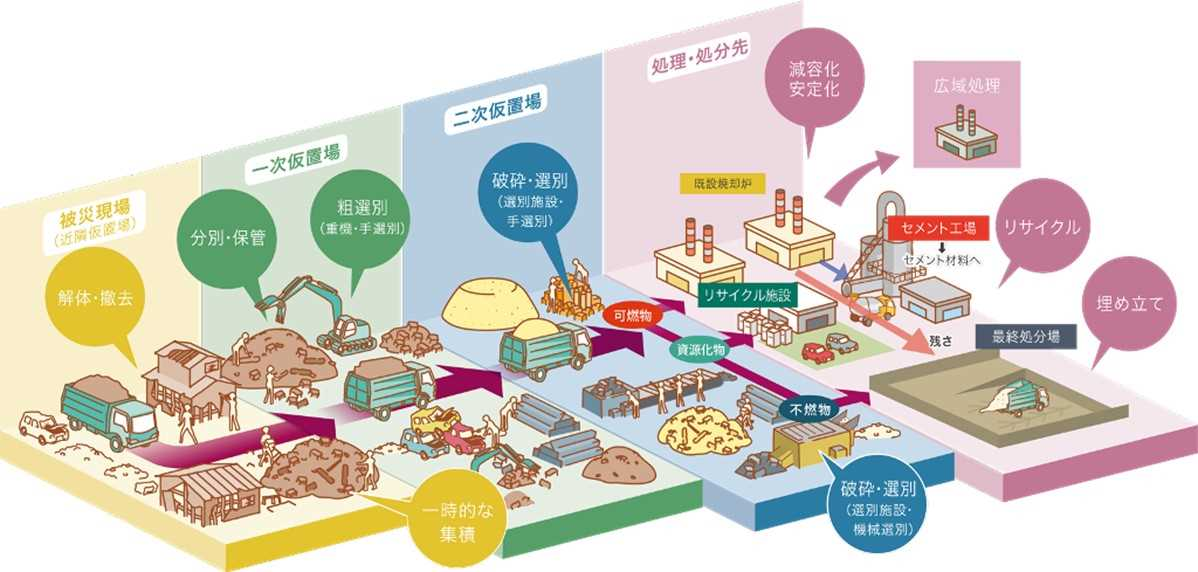 被災現場
（近隣仮置場）
解体・撤去
一時的な
集積
一次仮置場
分別・保管
粗選別
（重機・手選別）
二次仮置場
破砕・選別
（選別施設・
手選別）
可燃物
資源化物
不燃物
破砕・選別
（選別施設・
機械選別）
処理・処分先
減容化
安定化
広域処理
既設焼却炉
セメント工場
セメント材料へ
リサイクル
リサイクル施設
残さ
最終処分場
埋め立て